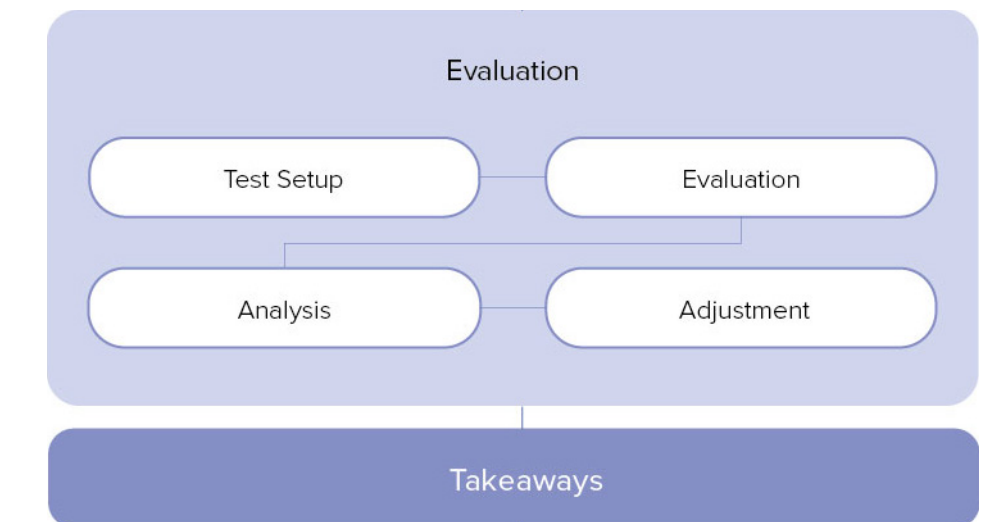 Evaluation
Test Setup
Evaluation
Analysis
Adjustment
Takeaways